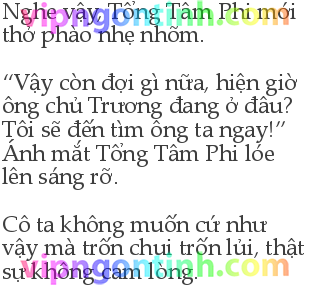 Nghe vậy, Tổng Tâm Phi mới
thở phào nhẹ nhõm.
“Vậy còn đợi gì nữa, hiện giờ
ông chủ Trương đang ở đâu?
Tôi sẽ đến tìm ông ta ngay!”
Ánh mắt Tổng Tâm Phi lóe
lên sáng rỡ.
Cô ta không muốn cứ như
vậy mà trốn chui trốn lủi, thật
sự không cam lòng.
vipngontinh.com
vipngontinh.com